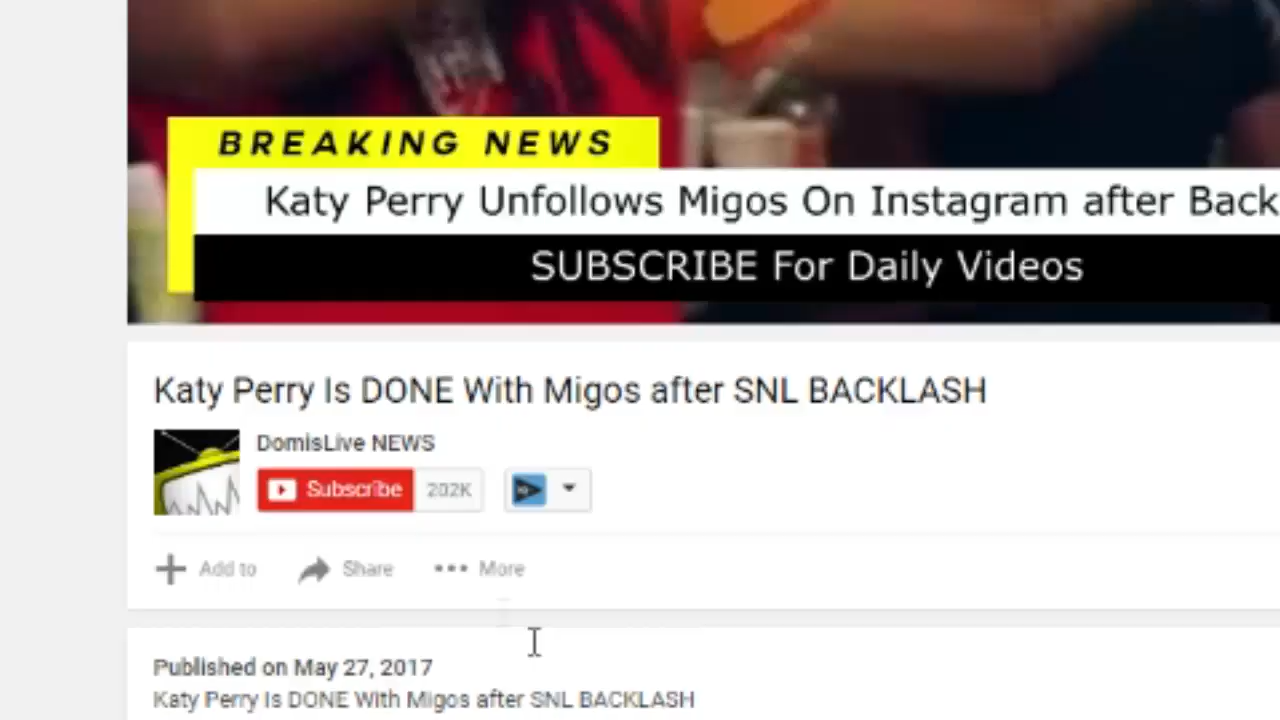 BREAKING NEWS
Katy Perry Unfollows Migos On Instagram after Back
SUBSCRIBE For Daily Videos
Katy Perry Is DONE With Migos after SNL BACKLASH
DomisLive NEWS
Subscribe 202K
Add to Share More
Published on May 27, 2017
Katy Perry Is DONE With Migos after SNL BACKLASH